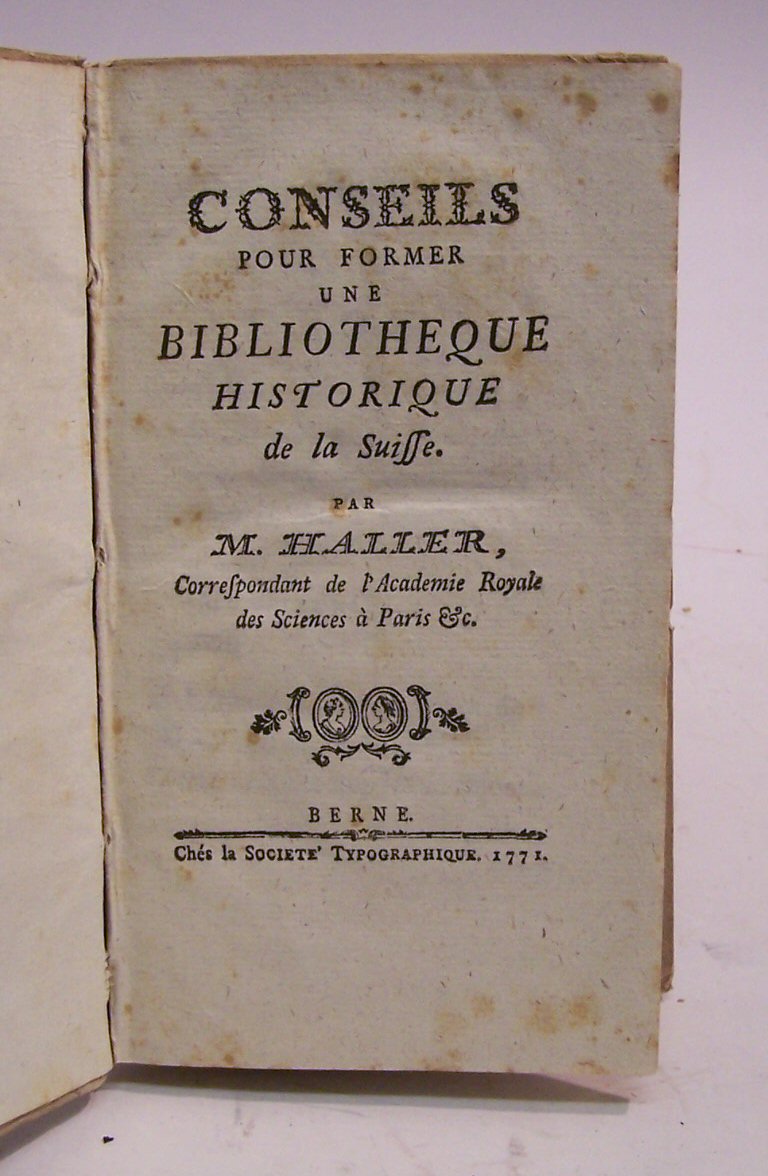 CONSEILS
POUR FORMER
UNE
BIBLIOTHEQUE
HISTORIQUE
de la Suiſſe.
PAR
M. HALLER,
Correſpondant de l'Academie Royale
des Sciences à Paris &c.
BERNE.
Chés la SOCIETE' TYPOGRAPHIQUE. 1771.